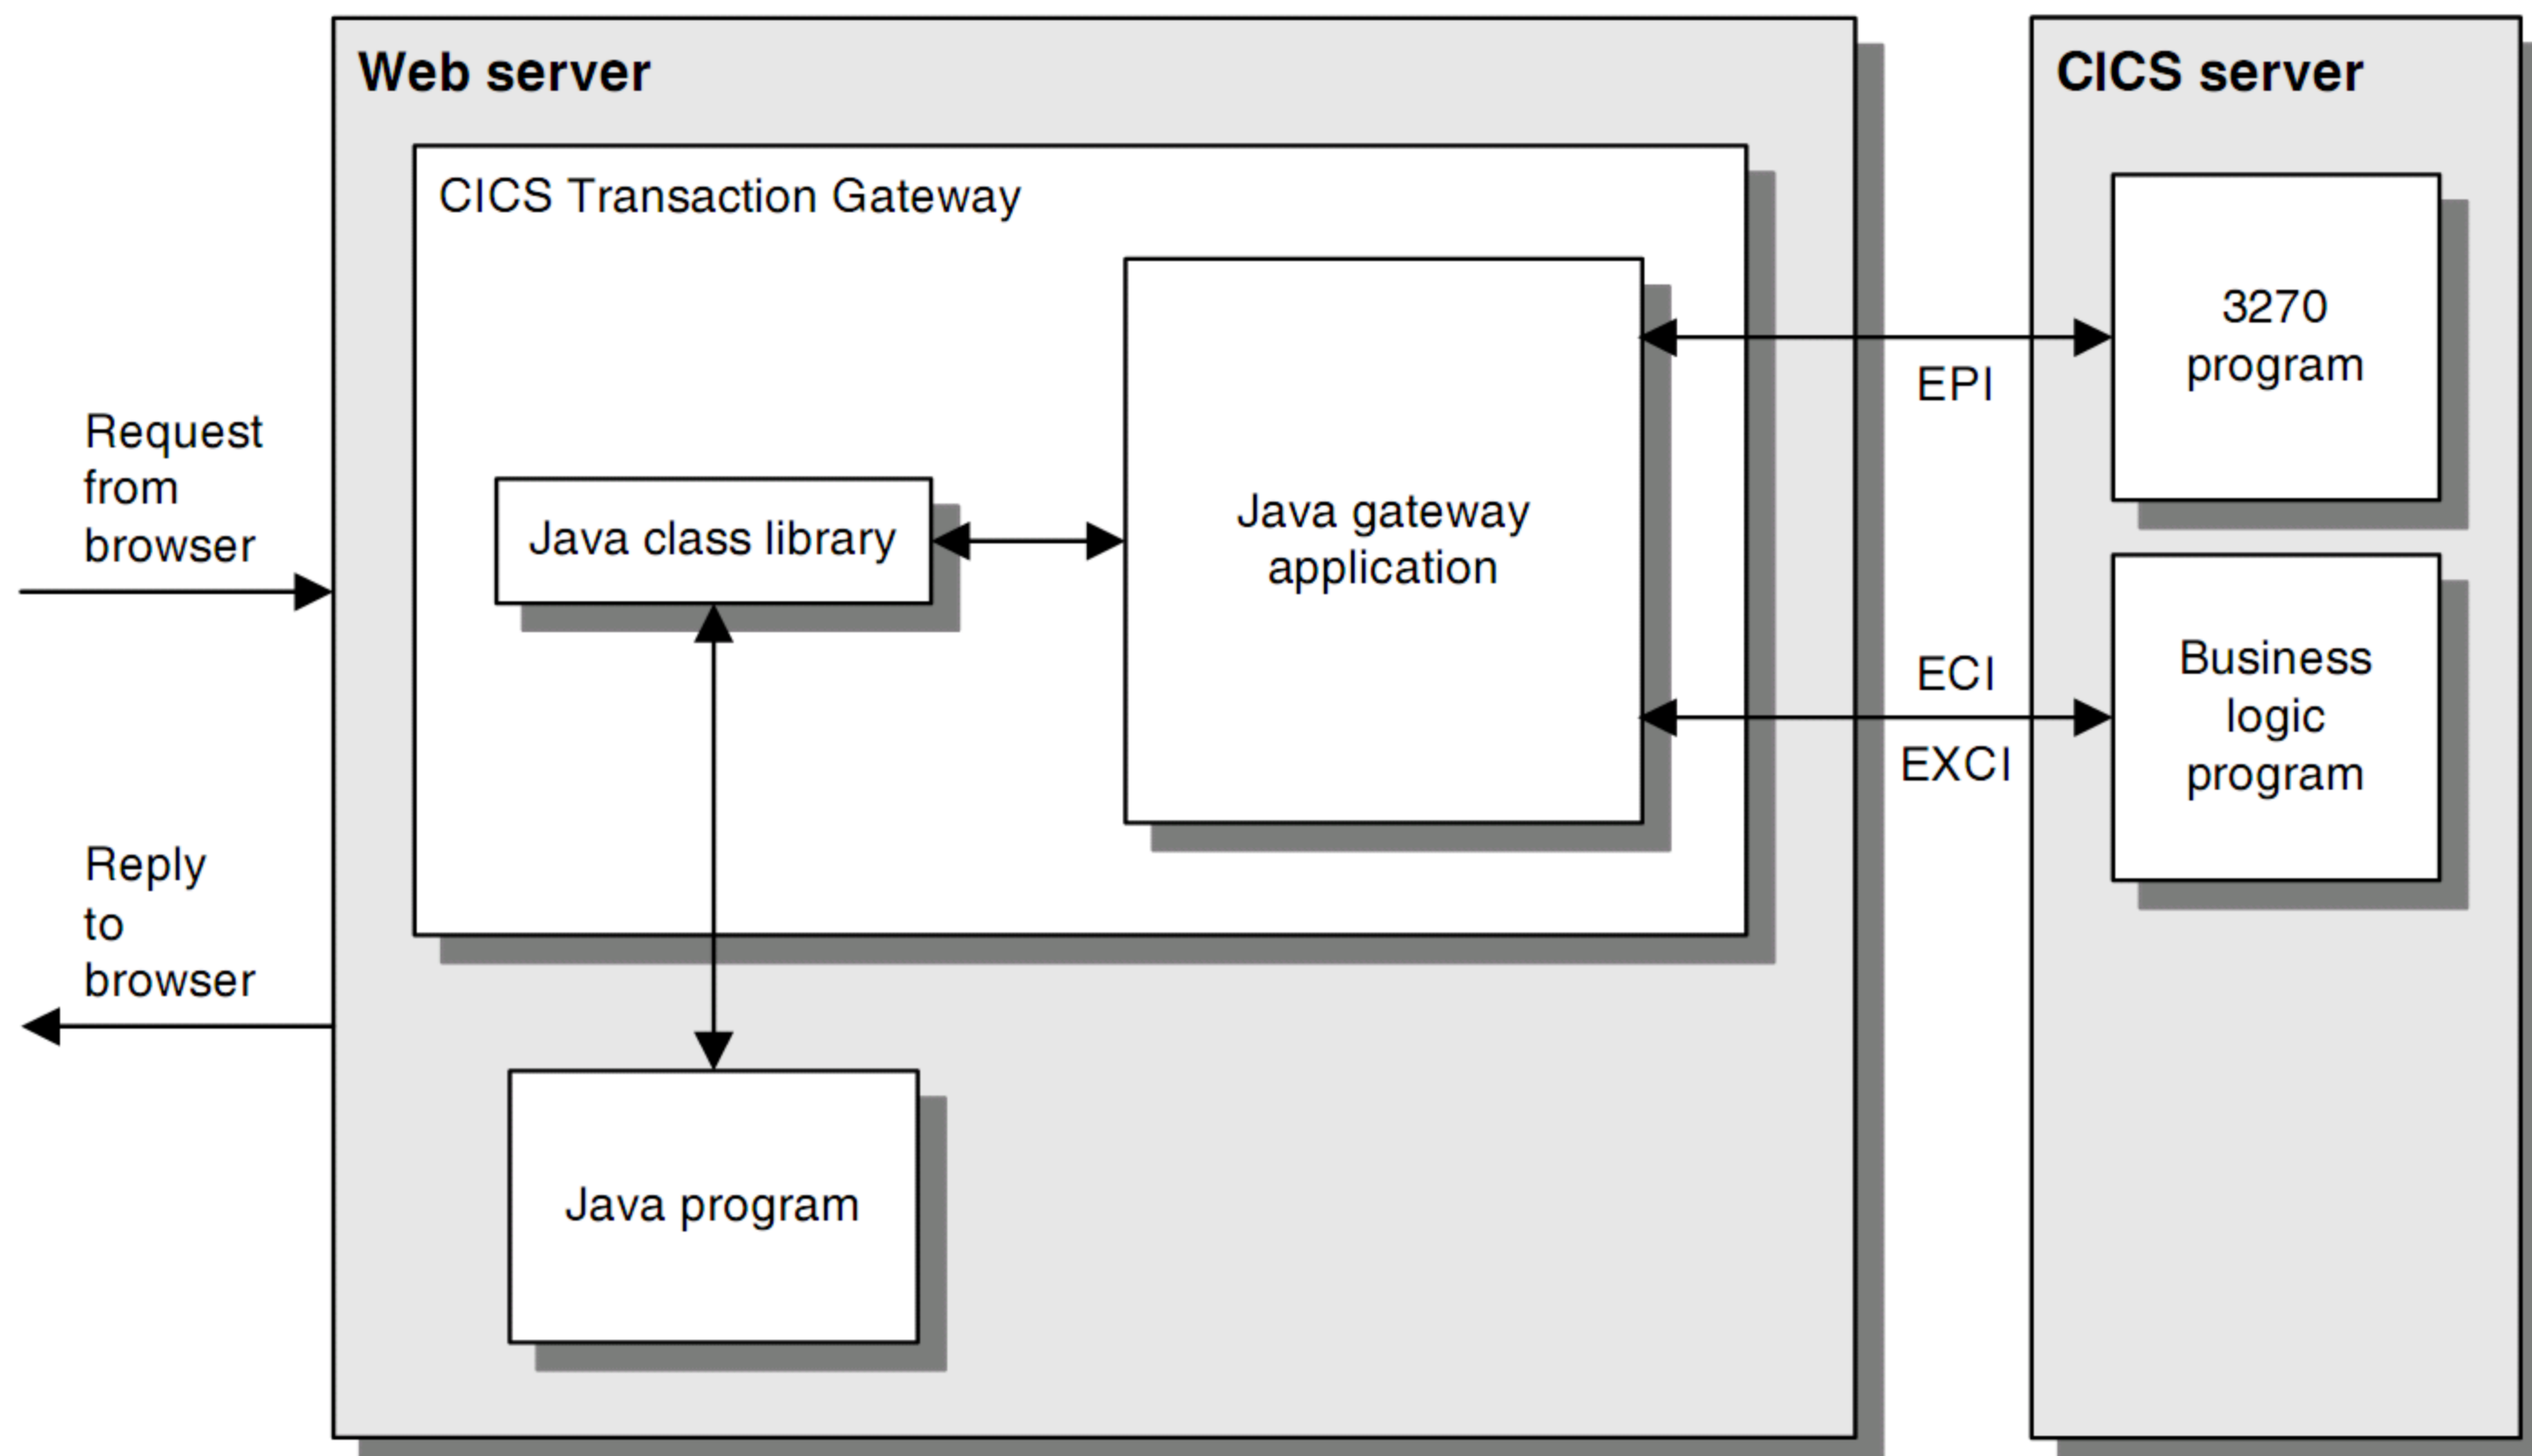 Web server
CICS server
CICS Transaction Gateway
Request
from
browser
Java class library
Java gateway
application
EPI
3270
program
ECI
EXCI
Business
logic
program
Reply
to
browser
Java program